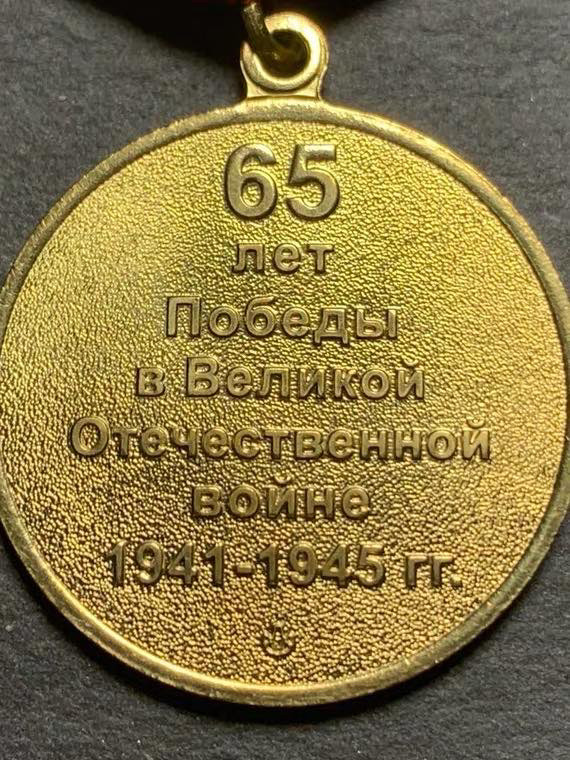 65
лет
Победы
в Великой
Отечественной
войне
1941-1945 гг.